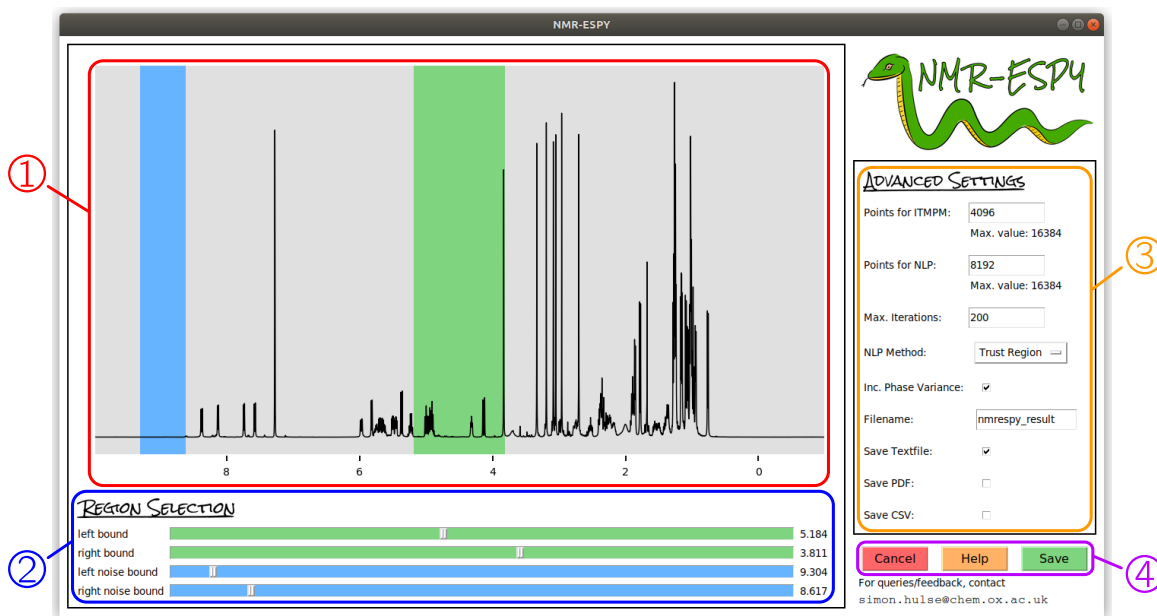 NMR-ESPY
NMR-ESPY
①
8 6 4 2 0
②
REGION SELECTION
left bound 5.184
right bound 3.811
left noise bound 9.304
right noise bound 8.617
③
ADVANCED SETTINGS
Points for ITMPM: 4096
Max. value: 16384
Points for NLP: 8192
Max. value: 16384
Max. Iterations: 200
NLP Method: Trust Region
Inc. Phase Variance:
Filename: nmrespy_result
Save Textfile:
Save PDF:
Save CSV:
④
Cancel Help Save
For queries/feedback, contact
simon.hulse@chem.ox.ac.uk